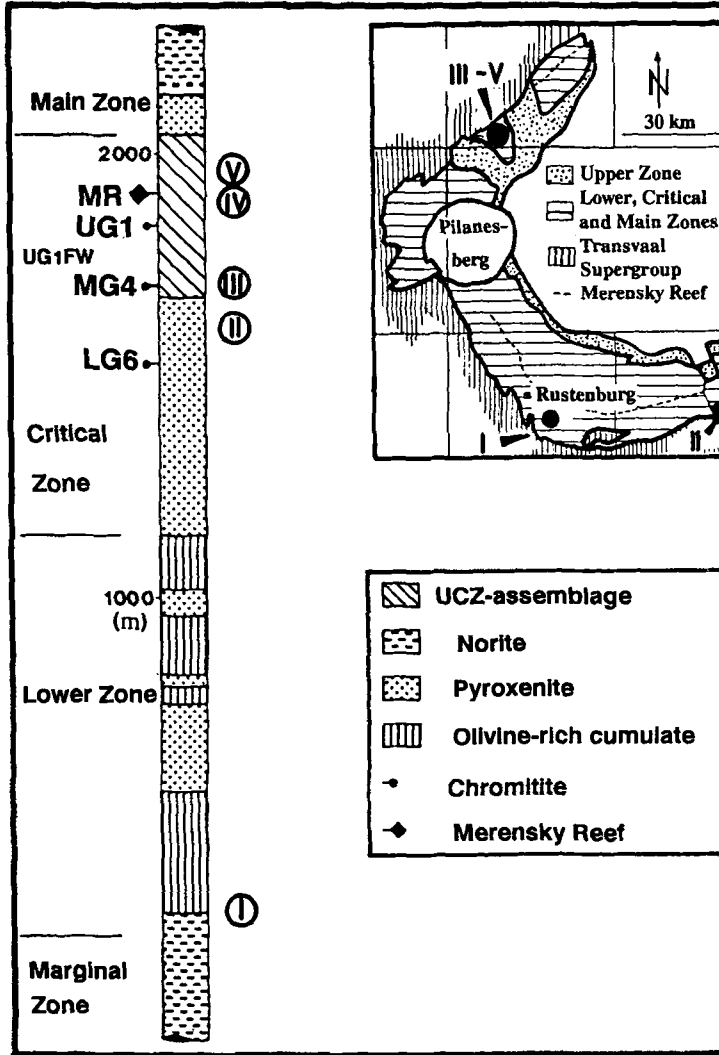 Main Zone
2000
MR
UG1
UG1FW
MG4
LG6
Critical
Zone
1000
(m)
Lower Zone
Marginal
Zone
V
IV
III
II
I
III - V
N
30 km
Upper Zone
Lower, Critical
and Main Zones
Transvaal
Supergroup
Merensky Reef
Pilanes-
berg
Rustenburg
I
II
UCZ-assemblage
Norite
Pyroxenite
Olivine-rich cumulate
Chromitite
Merensky Reef